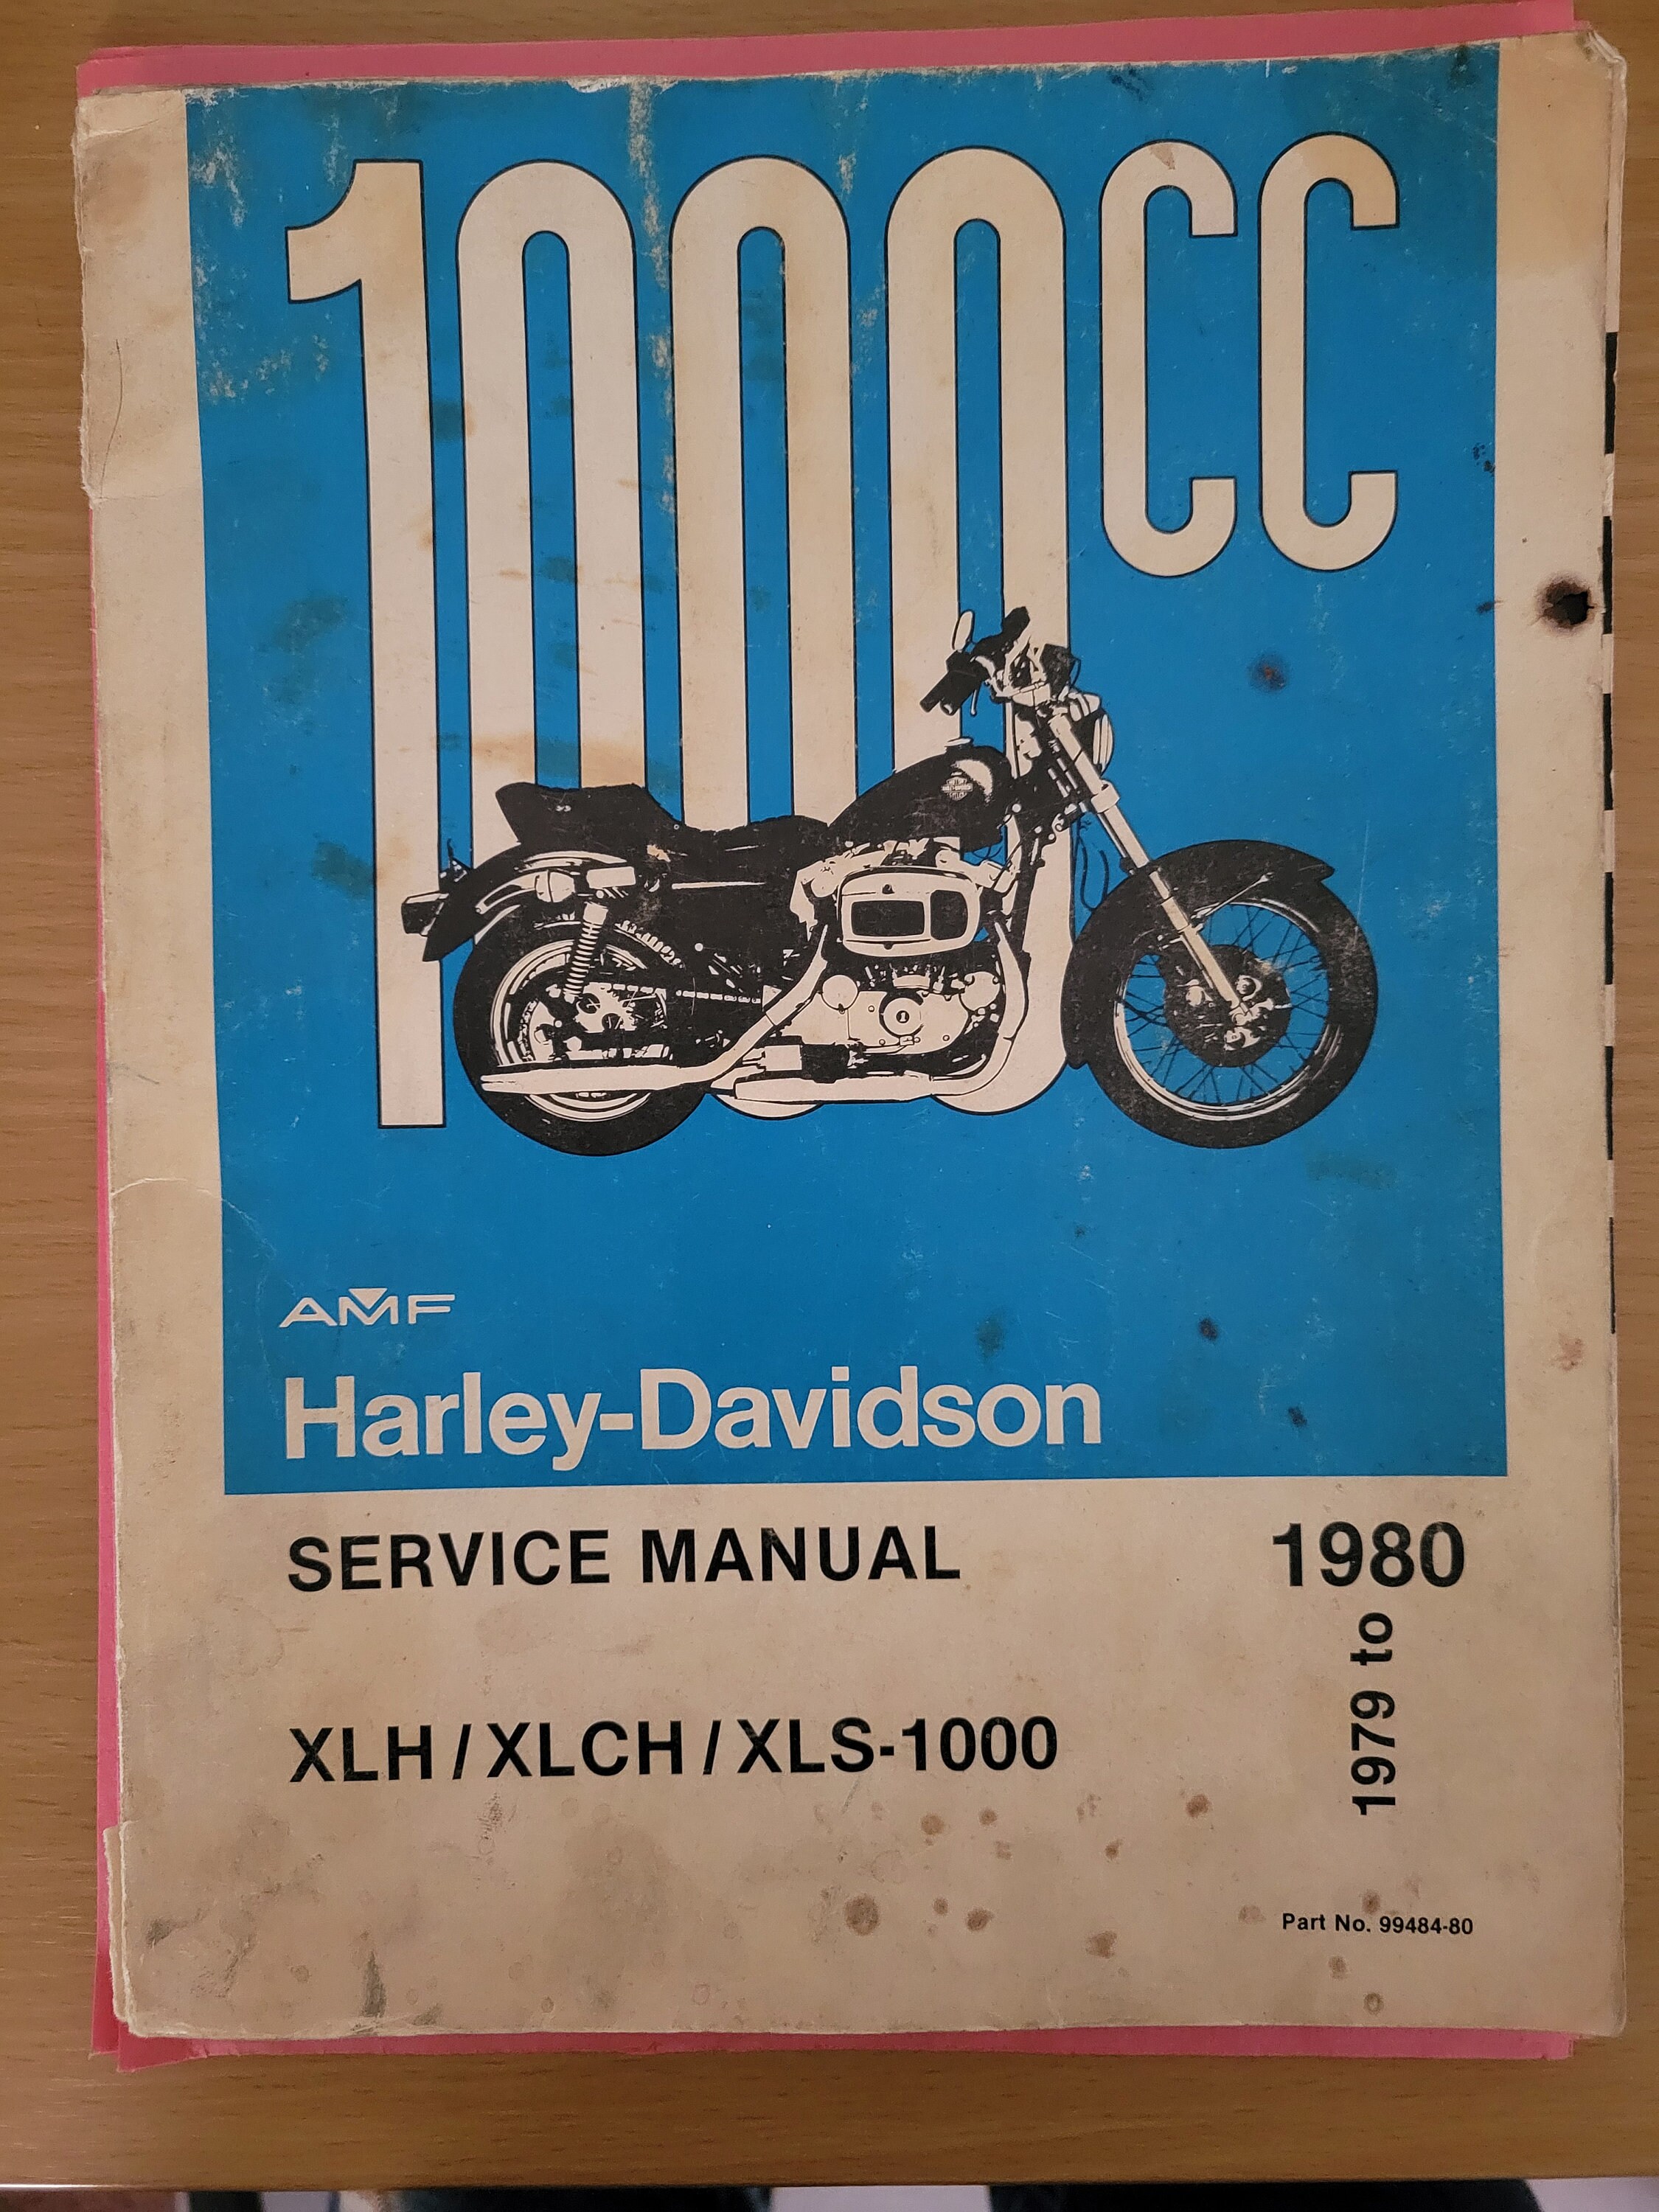 1000cc
AMF
Harley-Davidson
SERVICE MANUAL
1980
1979 to
XLH / XLCH / XLS-1000
Part No. 99484-80